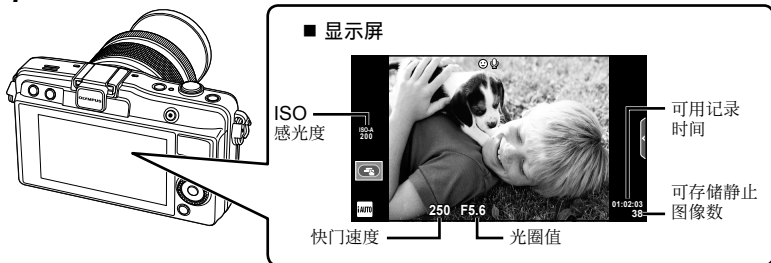 ■ 显示屏
ISO
感光度
ISO-A
200
可用记录
时间
01:02:03
38
可存储静止
图像数
iAUTO
250 F5.6
快门速度
光圈值
OLYMPUS